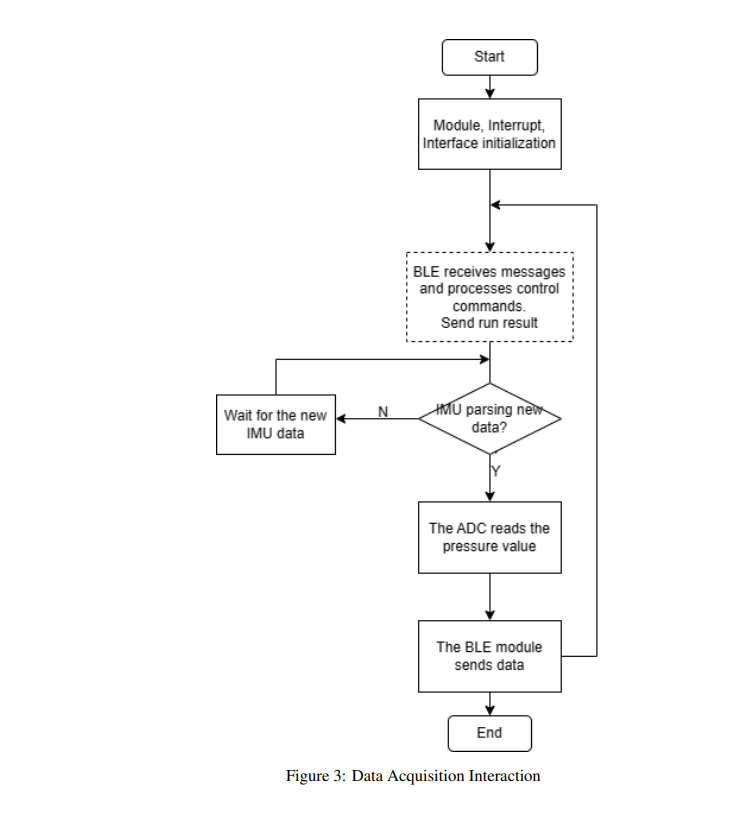 Start
Module, Interrupt,
Interface initialization
BLE receives messages
and processes control
commands.
Send run result
IMU parsing new
data?
N
Wait for the new
IMU data
Y
The ADC reads the
pressure value
The BLE module
sends data
End
Figure 3: Data Acquisition Interaction